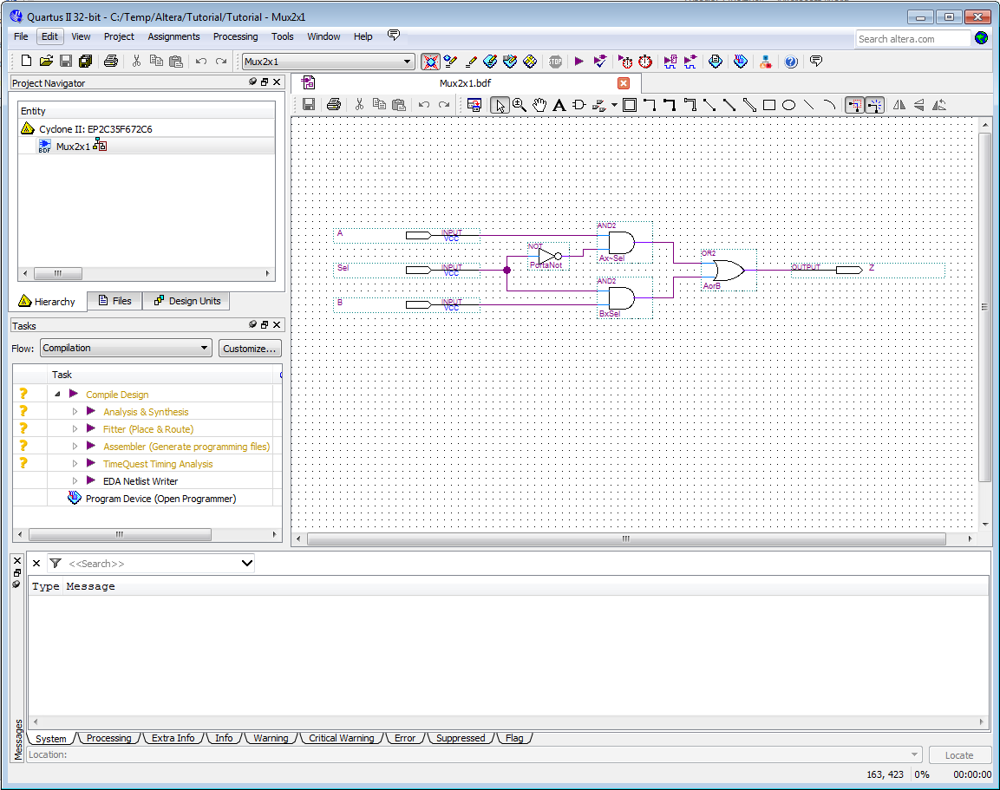 Quartus II 32-bit - C:/Temp/Altera/Tutorial/Tutorial - Mux2x1
File Edit View Project Assignments Processing Tools Window Help
Search altera.com
Mux2x1
STOP
Project Navigator
Mux2x1.bdf
Entity
Cyclone II: EP2C35F672C6
BDF Mux2x1
Hierarchy Files Design Units
A INPUT VCC
Sel INPUT VCC
B INPUT VCC
NOT
PortaNot
AND2
Ax~Sel
AND2
BxSel
OR2
AorB
OUTPUT Z
Tasks
Flow: Compilation Customize...
Task
Compile Design
Analysis & Synthesis
Fitter (Place & Route)
Assembler (Generate programming files)
TimeQuest Timing Analysis
EDA Netlist Writer
Program Device (Open Programmer)
<<Search>>
Type Message
Messages
System Processing Extra Info Info Warning Critical Warning Error Suppressed Flag
Location: Locate
163, 423 0% 00:00:00